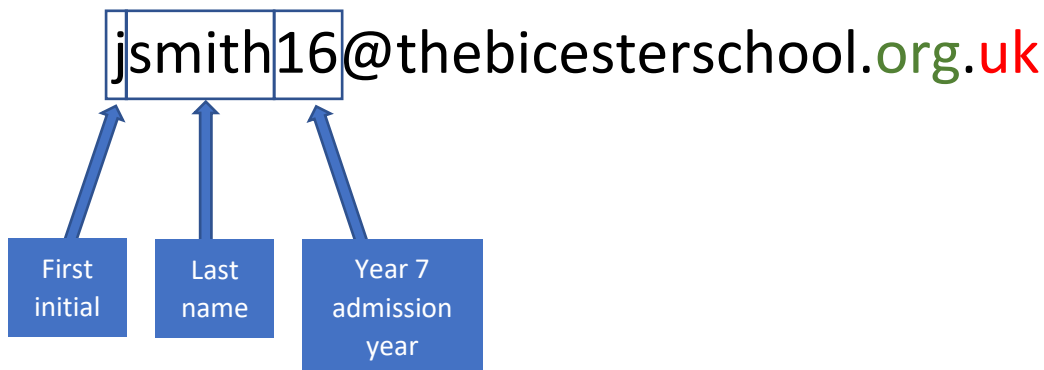 jsmith16@thebicesterschool.org.uk
First
initial
Last
name
Year 7
admission
year